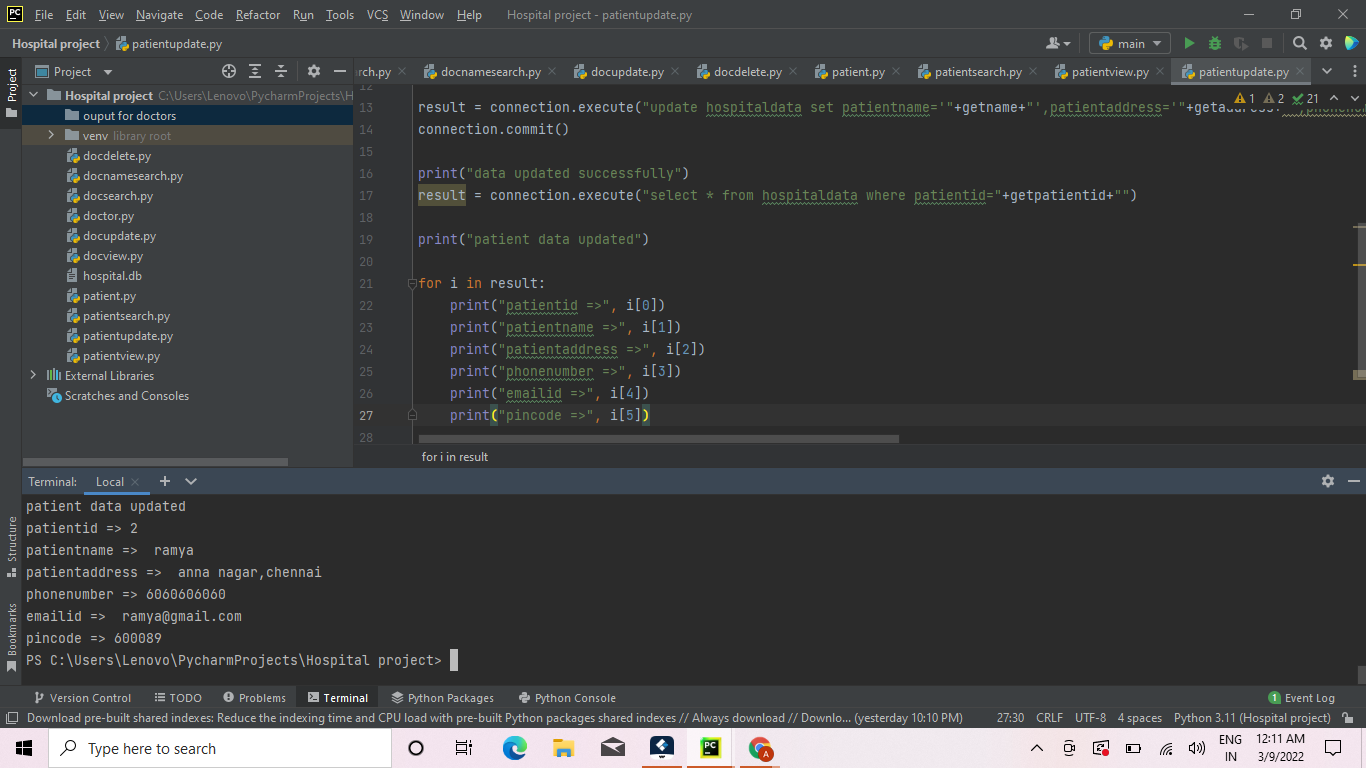 PC File Edit View Navigate Code Refactor Run Tools VCS Window Help Hospital project - patientupdate.py
Hospital project patientupdate.py main
Project rch.py docnamesearch.py docupdate.py docdelete.py patient.py patientsearch.py patientview.py patientupdate.py
Project
Hospital project C:\Users\Lenovo\PycharmProjects\H
ouput for doctors
venv library root
docdelete.py
docnamesearch.py
docsearch.py
doctor.py
docupdate.py
docview.py
hospital.db
patient.py
patientsearch.py
patientupdate.py
patientview.py
External Libraries
Scratches and Consoles
1 2 21
12
13 result = connection.execute("update hospitaldata set patientname='"+getname+"',patientaddress='"+getaddress+"
14 connection.commit()
15
16 print("data updated successfully")
17 result = connection.execute("select * from hospitaldata where patientid="+getpatientid+"")
18
19 print("patient data updated")
20
21 for i in result:
22 print("patientid =>", i[0])
23 print("patientname =>", i[1])
24 print("patientaddress =>", i[2])
25 print("phonenumber =>", i[3])
26 print("emailid =>", i[4])
27 print("pincode =>", i[5])
28
for i in result
Terminal: Local
patient data updated
patientid => 2
patientname =>  ramya
patientaddress =>  anna nagar,chennai
phonenumber => 6060606060
emailid =>  ramya@gmail.com
pincode => 600089
PS C:\Users\Lenovo\PycharmProjects\Hospital project>
Structure
Bookmarks
Version Control TODO Problems Terminal Python Packages Python Console 1 Event Log
Download pre-built shared indexes: Reduce the indexing time and CPU load with pre-built Python packages shared indexes // Always download // Downlo... (yesterday 10:10 PM) 27:30 CRLF UTF-8 4 spaces Python 3.11 (Hospital project)
Type here to search PC A ENG 12:11 AM
IN 3/9/2022